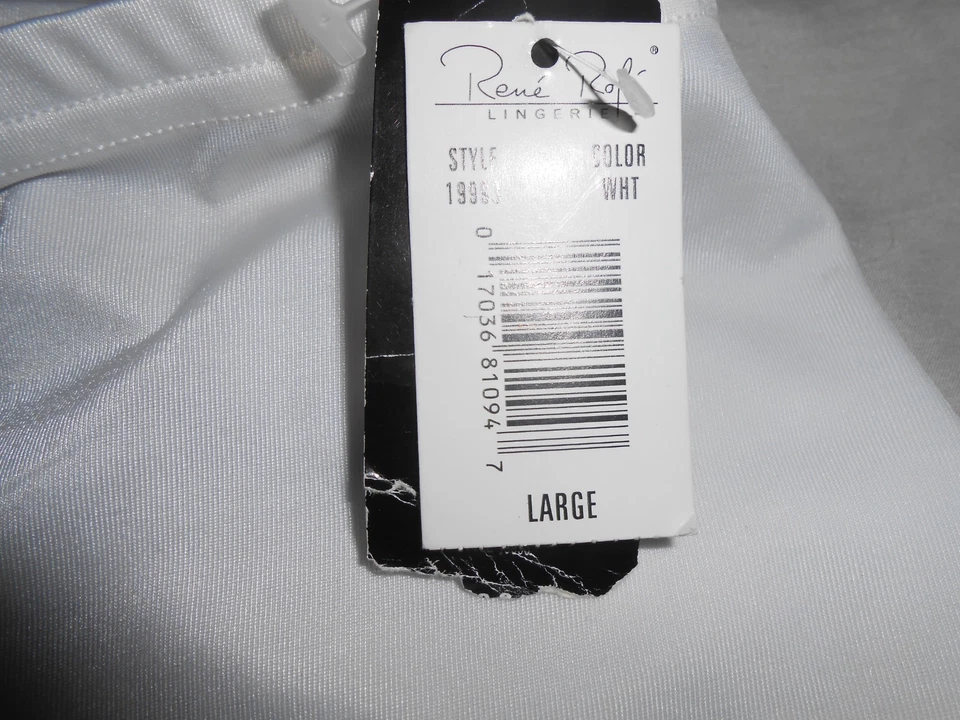 René Rofé®
LINGERIE
STYLE COLOR
WHT
0 17036 81094 7
LARGE